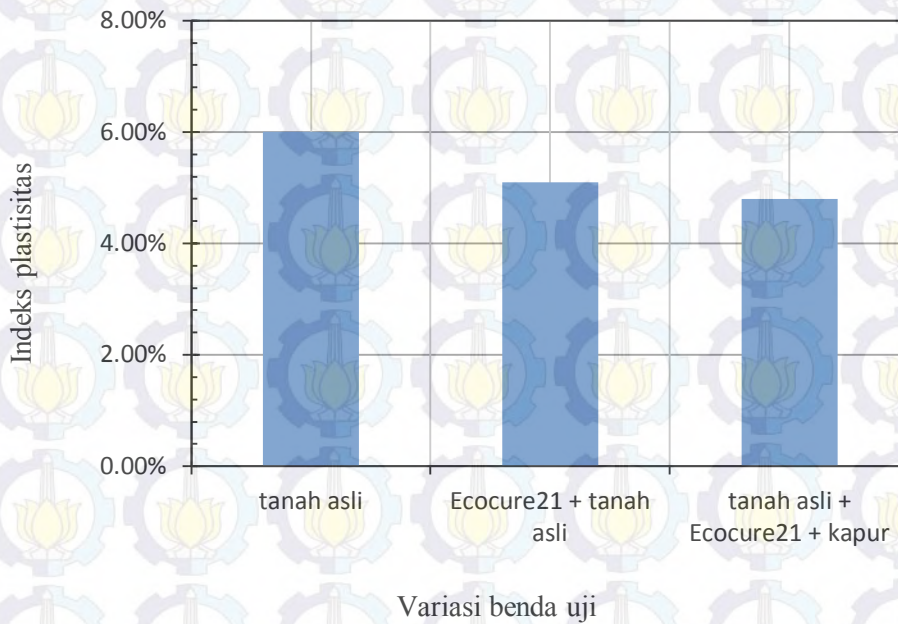 8.00%
6.00%
4.00%
2.00%
0.00%
Indeks plastisitas
tanah asli
Ecocure21 + tanah
asli
tanah asli +
Ecocure21 + kapur
Variasi benda uji